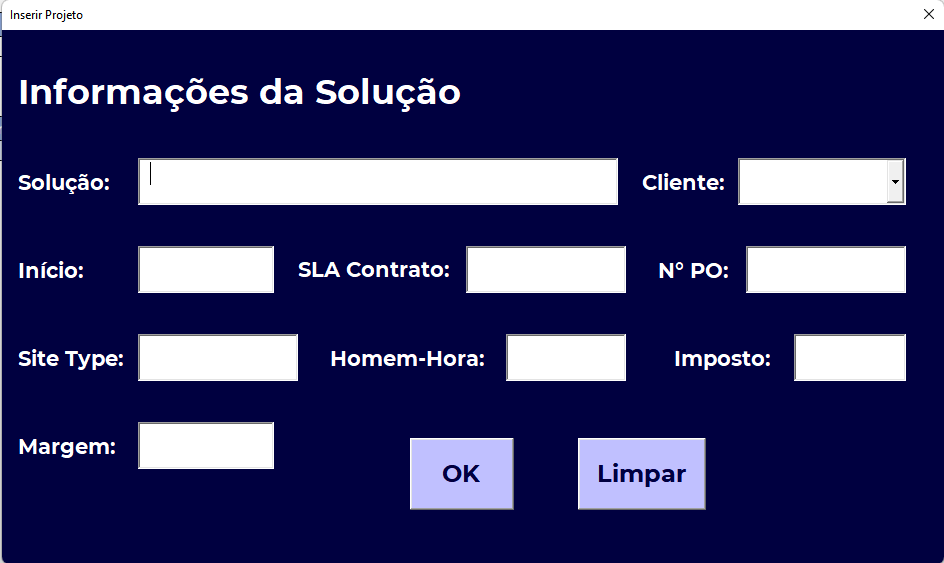 Inserir Projeto
Informações da Solução
Solução: Cliente:
Início: SLA Contrato: N° PO:
Site Type: Homem-Hora: Imposto:
Margem:
OK Limpar